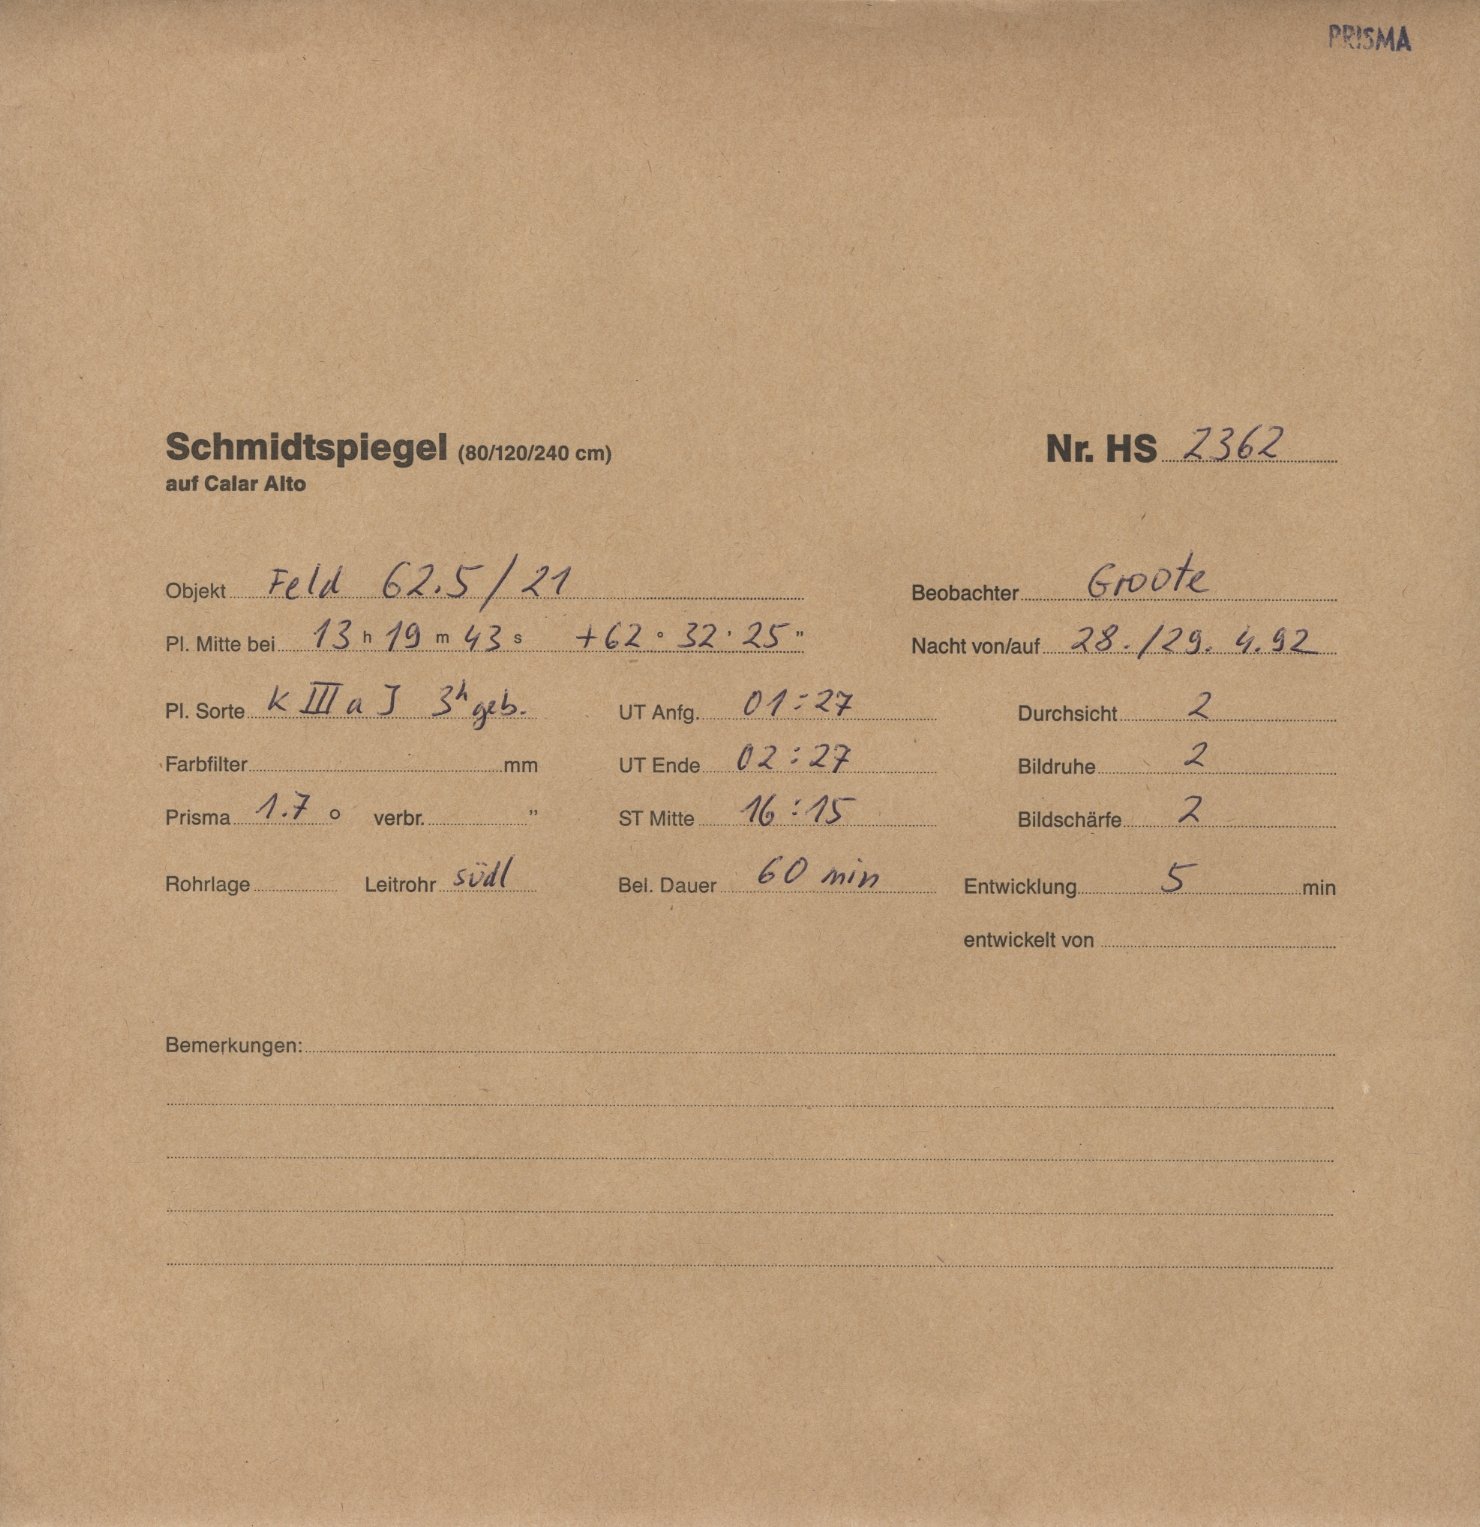 PRISMA
Schmidtspiegel (80/120/240 cm) Nr. HS 2362
auf Calar Alto
Objekt Feld 62.5/21 Beobachter Groote
Pl. Mitte bei 13 h 19 m 43 s +62 ° 32 ' 25 " Nacht von/auf 28./29. 4.92
Pl. Sorte K III a J 3h geb. UT Anfg. 01:27 Durchsicht 2
Farbfilter mm UT Ende 02:27 Bildruhe 2
Prisma 1.7 ° verbr. " ST Mitte 16:15 Bildschärfe 2
Rohrlage Leitrohr südl Bel. Dauer 60 min Entwicklung 5 min
entwickelt von
Bemerkungen: